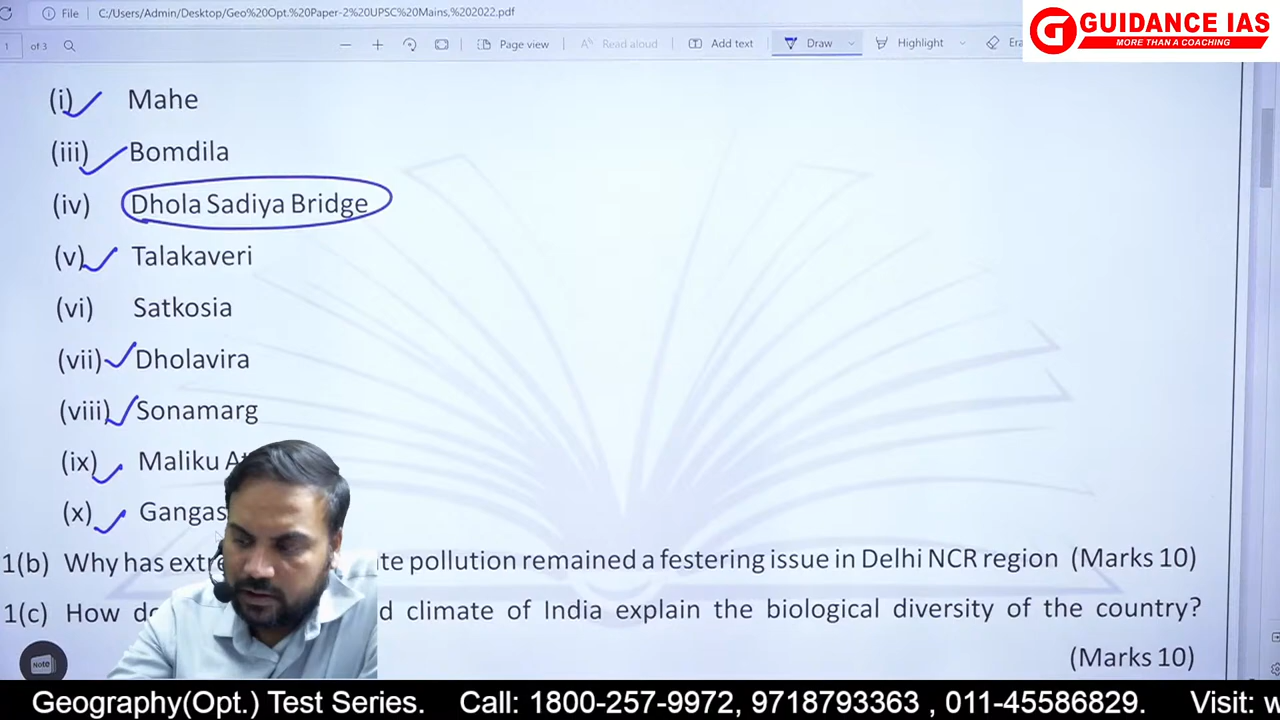 File C:/Users/Admin/Desktop/Geo%20Opt.%20Paper-2%20UPSC%20Mains,%202022.pdf
GUIDANCE IAS
MORE THAN A COACHING
1 of 3 Page view Read aloud Add text Draw Highlight
(i) Mahe
(iii) Bomdila
(iv) Dhola Sadiya Bridge
(v) Talakaveri
(vi) Satkosia
(vii) Dholavira
(viii) Sonamarg
(ix) Maliku
(x)
1(b) Why has pollution remained a festering issue in Delhi NCR region (Marks 10)
1(c) How climate of India explain the biological diversity of the country?
(Marks 10)
Note
Geography(Opt.) Test Series. Call: 1800-257-9972, 9718793363 , 011-45586829. Visit: